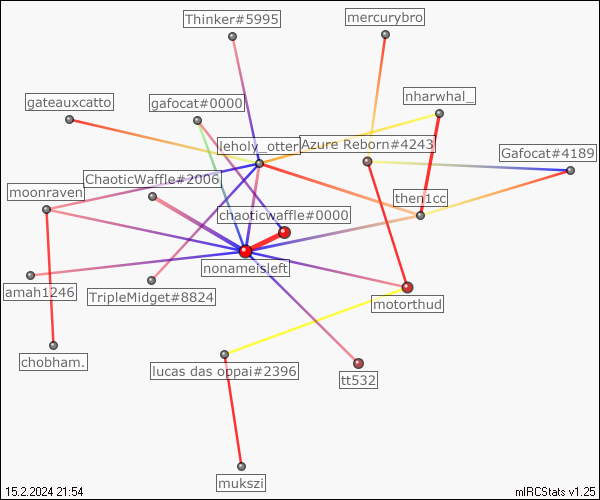 Thinker#5995
mercurybro
gateauxcatto
gafocat#0000
nharwhal_
leholy_otter
Azure Reborn#4243
Gafocat#4189
moonraven
ChaoticWaffle#2006
then1cc
chaoticwaffle#0000
nonameisleft
amah1246
TripleMidget#8824
motorthud
chobham.
lucas das oppai#2396
tt532
mukszi
15.2.2024 21:54
mIRCStats v1.25